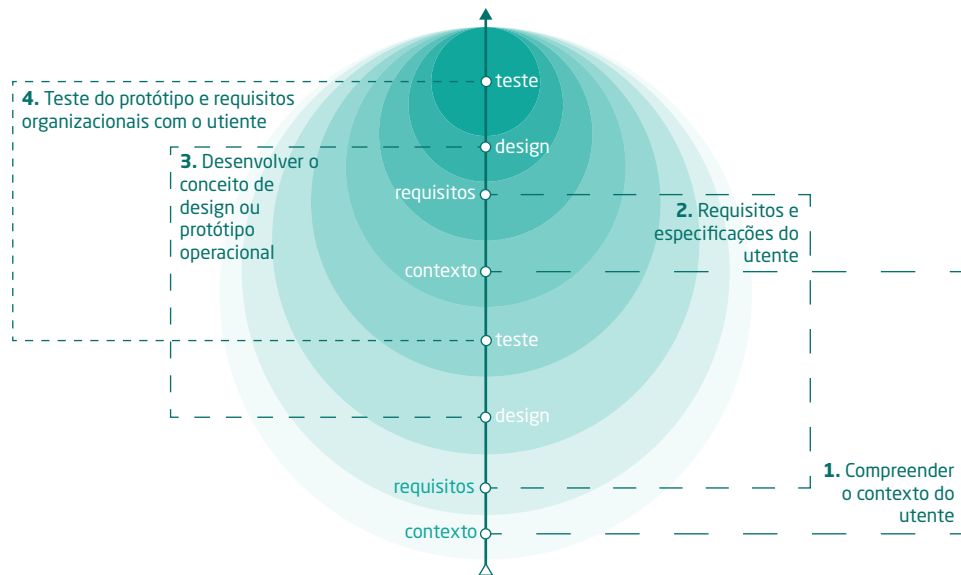 teste
4. Teste do protótipo e requisitos
organizacionais com o utiente
design
3. Desenvolver o
conceito de
design ou
protótipo
operacional
requisitos
2. Requisitos e
especificações do
útente
contexto
teste
design
1. Compreender
o contexto do
utente
requisitos
contexto